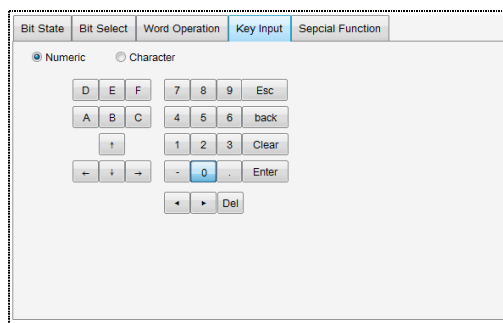 Bit State Bit Select Word Operation Key Input Sepcial Function
Numeric Character
D E F 7 8 9 Esc
A B C 4 5 6 back
↑ 1 2 3 Clear
← ↓ → - 0 . Enter
◄ ► Del